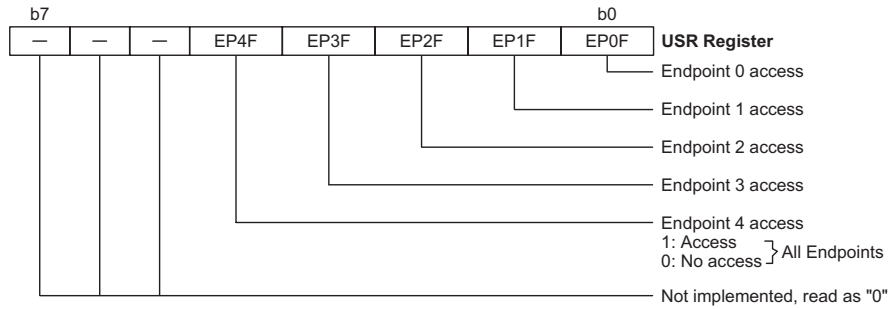 b7 b0
— — — EP4F EP3F EP2F EP1F EP0F USR Register
Endpoint 0 access
Endpoint 1 access
Endpoint 2 access
Endpoint 3 access
Endpoint 4 access
1: Access
0: No access
All Endpoints
Not implemented, read as "0"